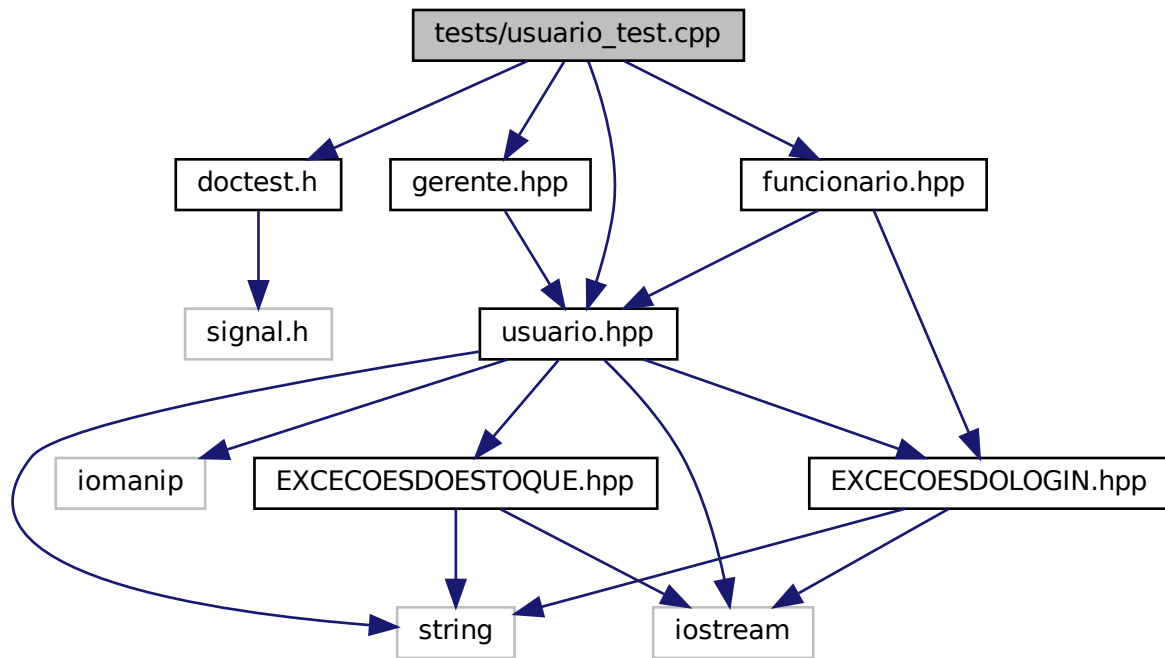 tests/usuario_test.cpp
doctest.h
gerente.hpp
funcionario.hpp
signal.h
usuario.hpp
iomanip
EXCECOESDOESTOQUE.hpp
EXCECOESDOLOGIN.hpp
string
iostream